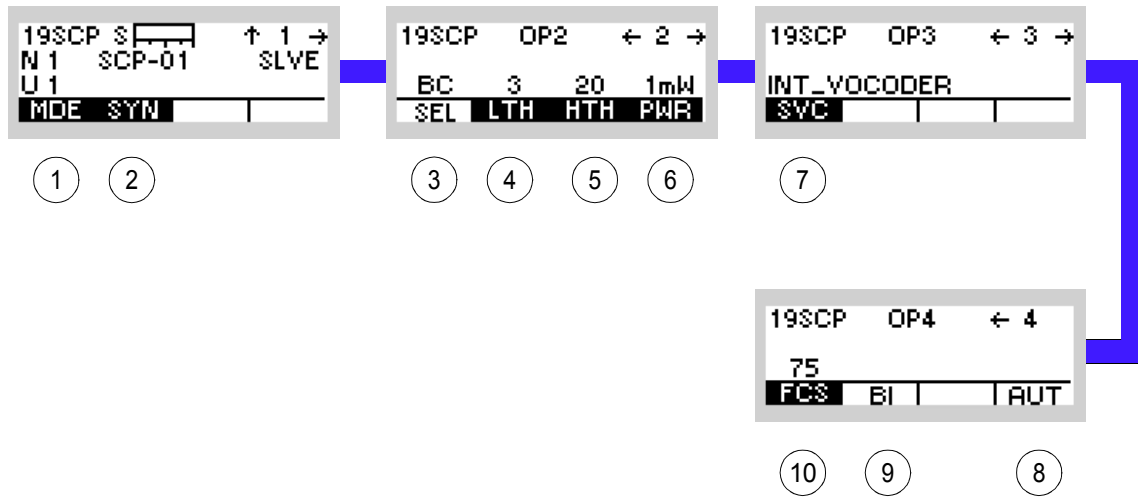 19SCP S ↑ 1 →
N 1 SCP-01 SLVE
U 1
MDE SYN
1 2
19SCP OP2 ← 2 →
BC 3 20 1mW
SEL LTH HTH PWR
3 4 5 6
19SCP OP3 ← 3 →
INT_VOCODER
SVC
7
19SCP OP4 ← 4
75
FCS BI AUT
10 9 8